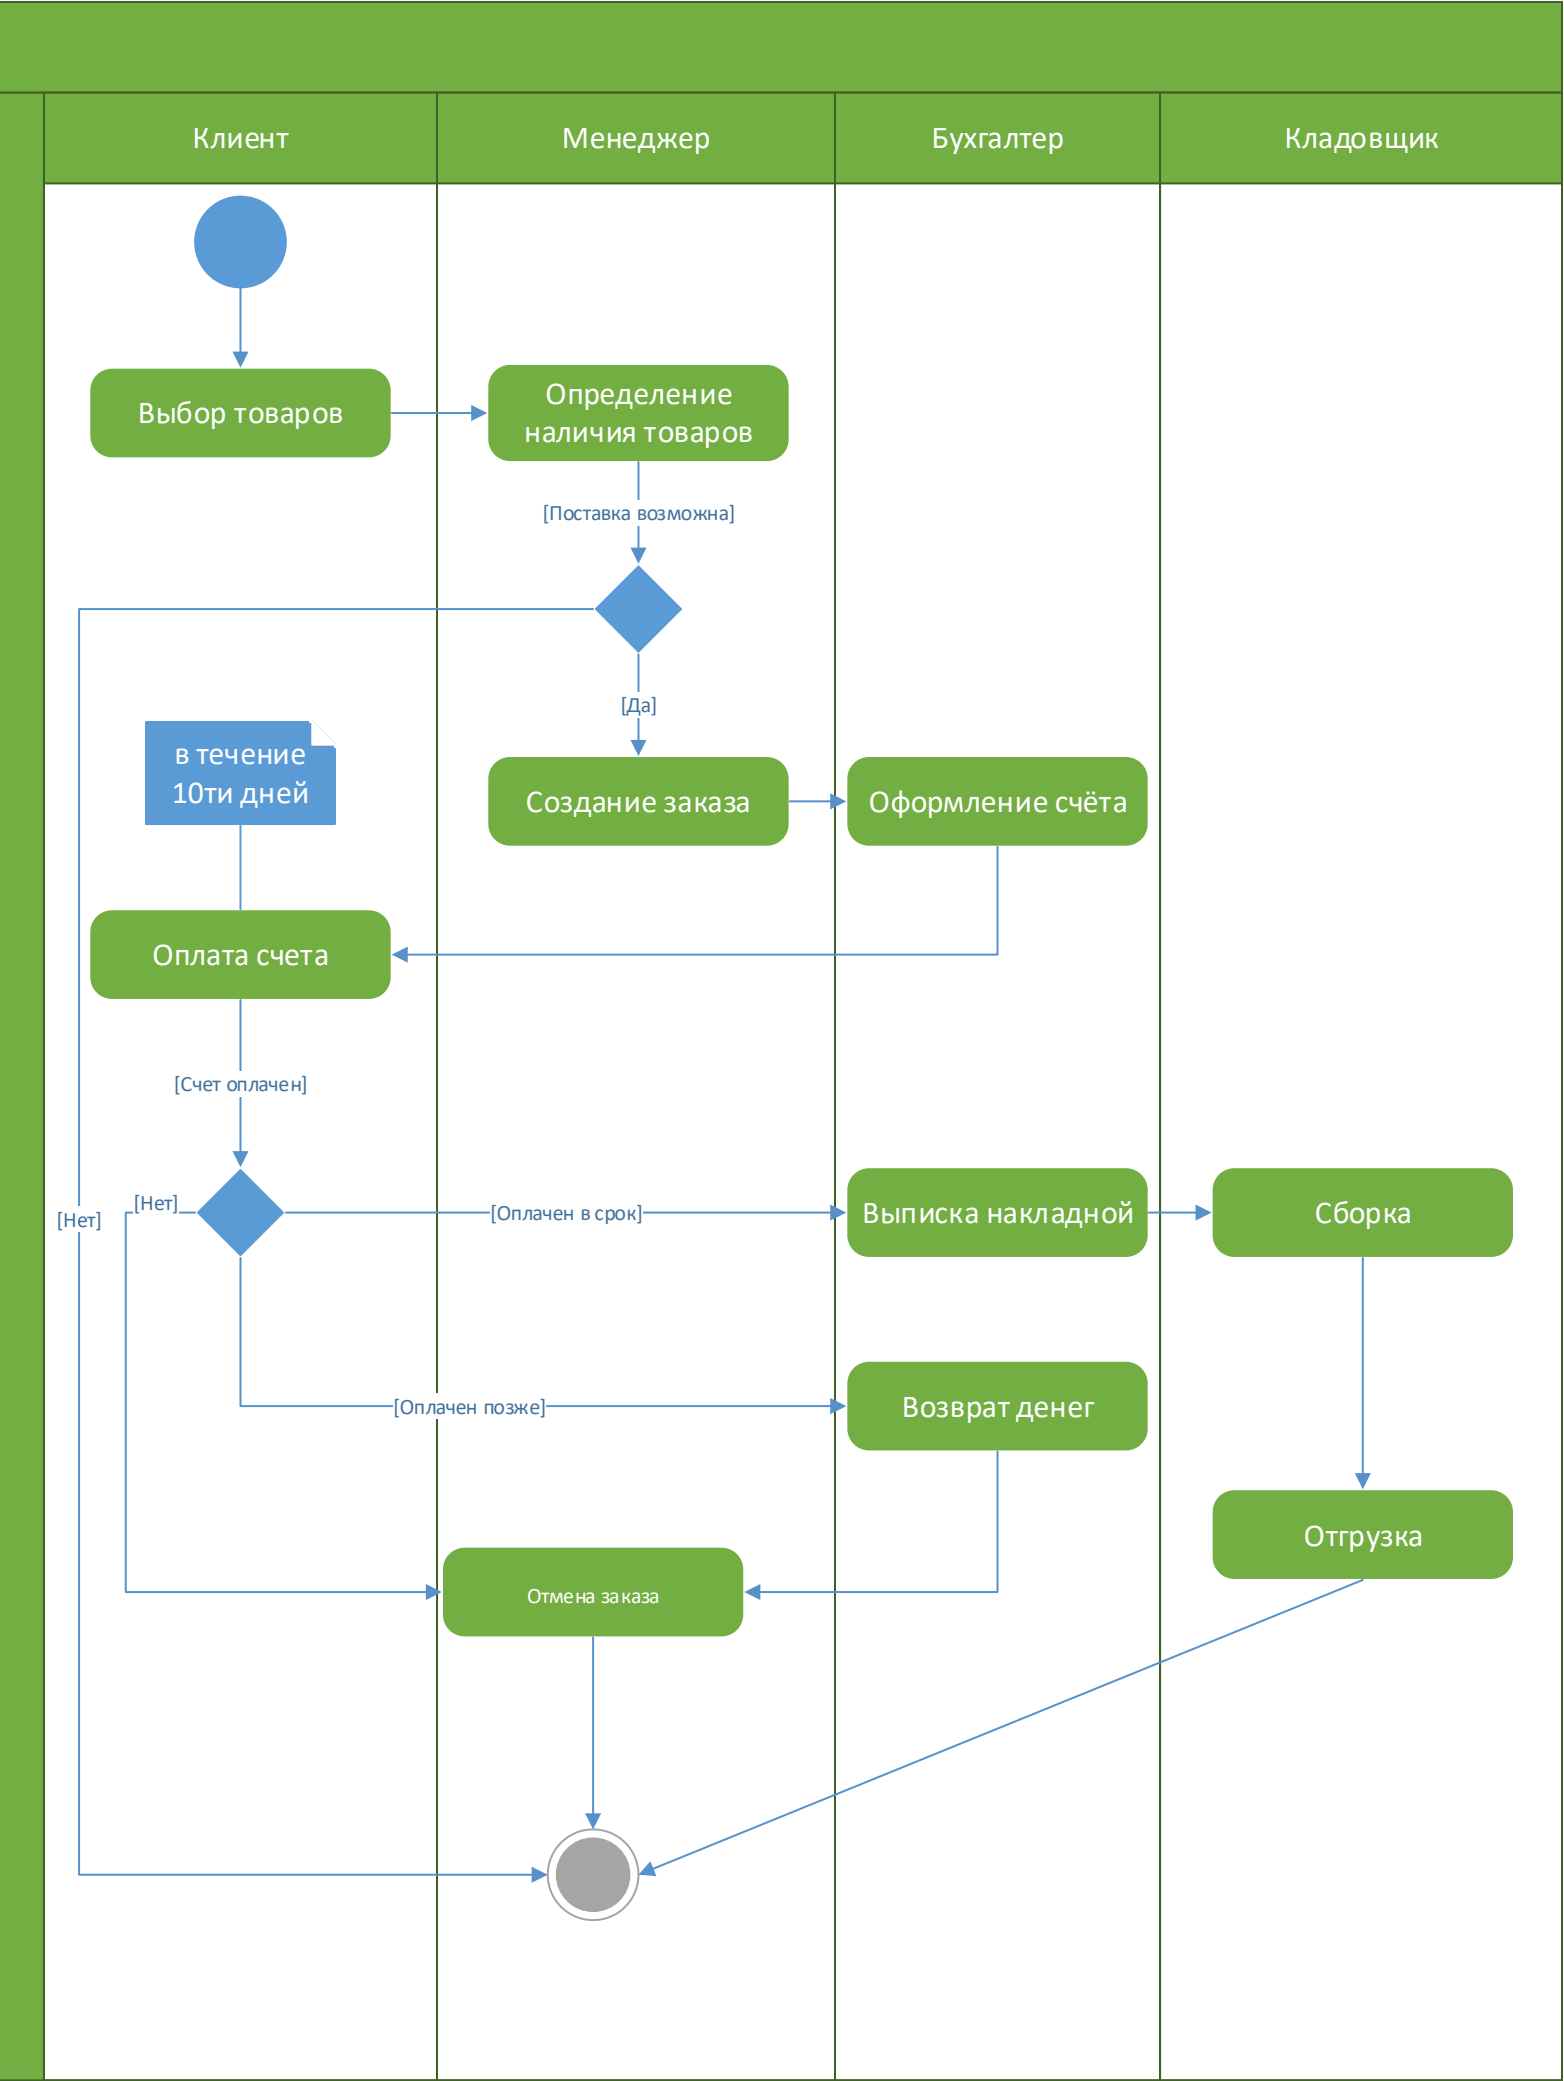 Клиент
Менеджер
Бухгалтер
Кладовщик
Выбор товаров
Определение
наличия товаров
[Поставка возможна]
[Да]
в течение
10ти дней
Создание заказа
Оформление счёта
Оплата счета
[Счет оплачен]
[Нет]
[Нет]
[Оплачен в срок]
Выписка накладной
Сборка
[Оплачен позже]
Возврат денег
Отгрузка
Отмена заказа